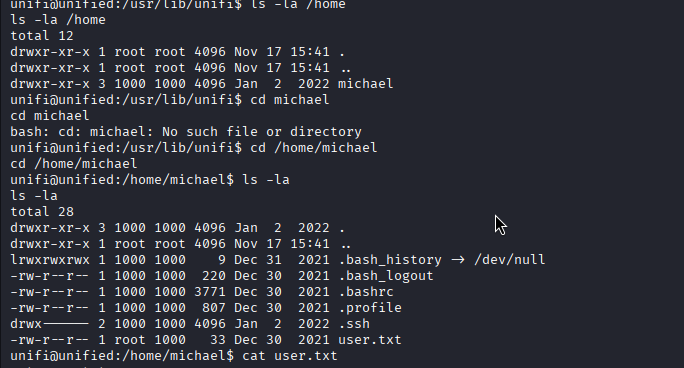 unifi@unified:/usr/lib/unifi$ ls -la /home
ls -la /home
total 12
drwxr-xr-x 1 root root 4096 Nov 17 15:41 .
drwxr-xr-x 1 root root 4096 Nov 17 15:41 ..
drwxr-xr-x 3 1000 1000 4096 Jan  2  2022 michael
unifi@unified:/usr/lib/unifi$ cd michael
cd michael
bash: cd: michael: No such file or directory
unifi@unified:/usr/lib/unifi$ cd /home/michael
cd /home/michael
unifi@unified:/home/michael$ ls -la
ls -la
total 28
drwxr-xr-x 3 1000 1000 4096 Jan  2  2022 .
drwxr-xr-x 1 root root 4096 Nov 17 15:41 ..
lrwxrwxrwx 1 1000 1000    9 Dec 31  2021 .bash_history -> /dev/null
-rw-r--r-- 1 1000 1000  220 Dec 30  2021 .bash_logout
-rw-r--r-- 1 1000 1000 3771 Dec 30  2021 .bashrc
-rw-r--r-- 1 1000 1000  807 Dec 30  2021 .profile
drwx------ 2 1000 1000 4096 Jan  2  2022 .ssh
-rw-r--r-- 1 root 1000   33 Dec 30  2021 user.txt
unifi@unified:/home/michael$ cat user.txt